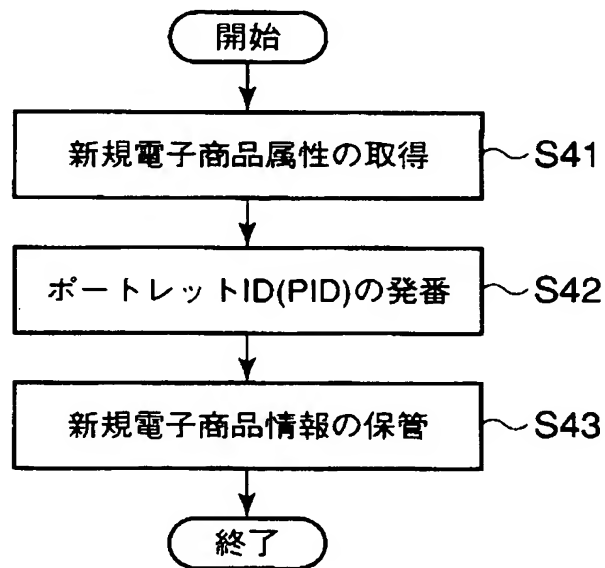 開始
新規電子商品属性の取得 S41
ポートレットID(PID)の発番 S42
新規電子商品情報の保管 S43
終了